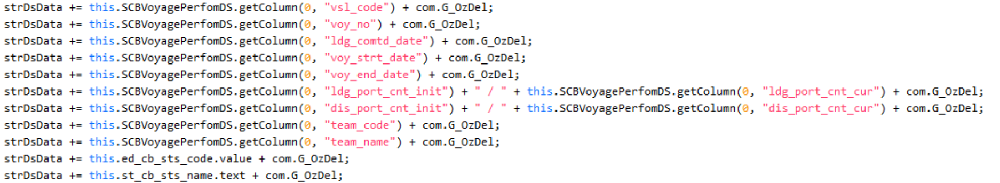 strDsData += this.SCBVoyagePerfomDS.getColumn(0, "vsl_code") + com.G_OzDel;
strDsData += this.SCBVoyagePerfomDS.getColumn(0, "voy_no") + com.G_OzDel;
strDsData += this.SCBVoyagePerfomDS.getColumn(0, "ldg_comtd_date") + com.G_OzDel;
strDsData += this.SCBVoyagePerfomDS.getColumn(0, "voy_strt_date") + com.G_OzDel;
strDsData += this.SCBVoyagePerfomDS.getColumn(0, "voy_end_date") + com.G_OzDel;
strDsData += this.SCBVoyagePerfomDS.getColumn(0, "ldg_port_cnt_init") + " / " + this.SCBVoyagePerfomDS.getColumn(0, "ldg_port_cnt_cur") + com.G_OzDel;
strDsData += this.SCBVoyagePerfomDS.getColumn(0, "dis_port_cnt_init") + " / " + this.SCBVoyagePerfomDS.getColumn(0, "dis_port_cnt_cur") + com.G_OzDel;
strDsData += this.SCBVoyagePerfomDS.getColumn(0, "team_code") + com.G_OzDel;
strDsData += this.SCBVoyagePerfomDS.getColumn(0, "team_name") + com.G_OzDel;
strDsData += this.ed_cb_sts_code.value + com.G_OzDel;
strDsData += this.st_cb_sts_name.text + com.G_OzDel;